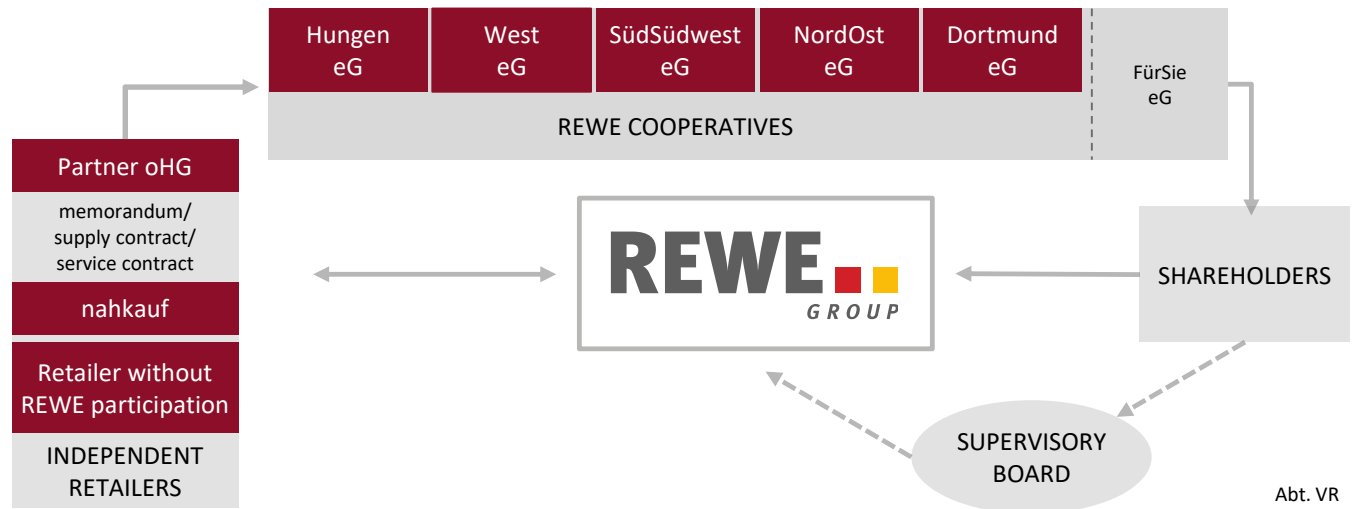 Hungen
eG
West
eG
SüdSüdwest
eG
NordOst
eG
Dortmund
eG
FürSie
eG
REWE COOPERATIVES
Partner oHG
memorandum/
supply contract/
service contract
nahkauf
Retailer without
REWE participation
INDEPENDENT
RETAILERS
REWE
GROUP
SHAREHOLDERS
SUPERVISORY
BOARD
Abt. VR